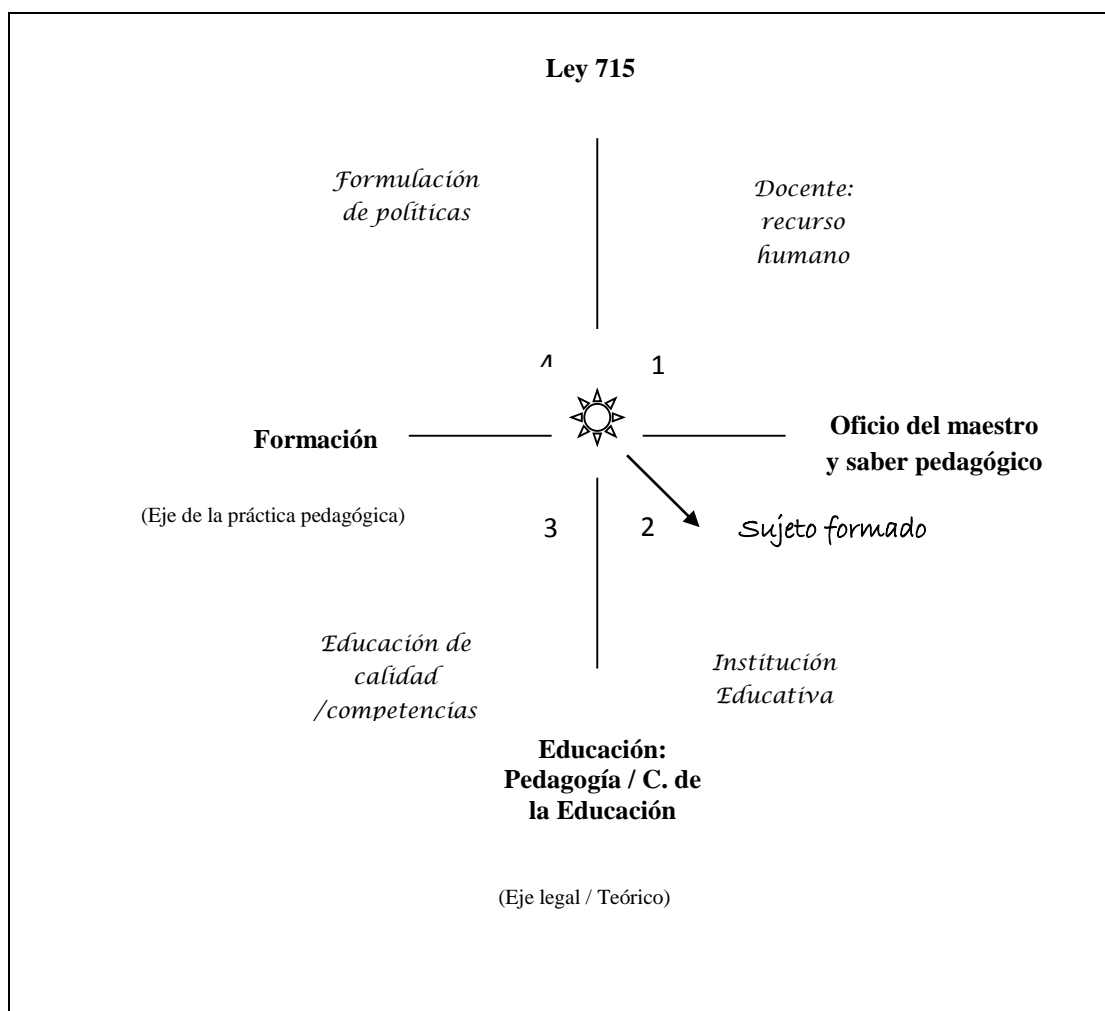 Ley 715
Formulación
de políticas
Docente:
recurso
humano
1
Formación
Oficio del maestro
y saber pedagógico
(Eje de la práctica pedagógica)
3
2
Sujeto formado
Educación de
calidad
/competencias
Institución
Educativa
Educación:
Pedagogía / C. de
la Educación
(Eje legal / Teórico)